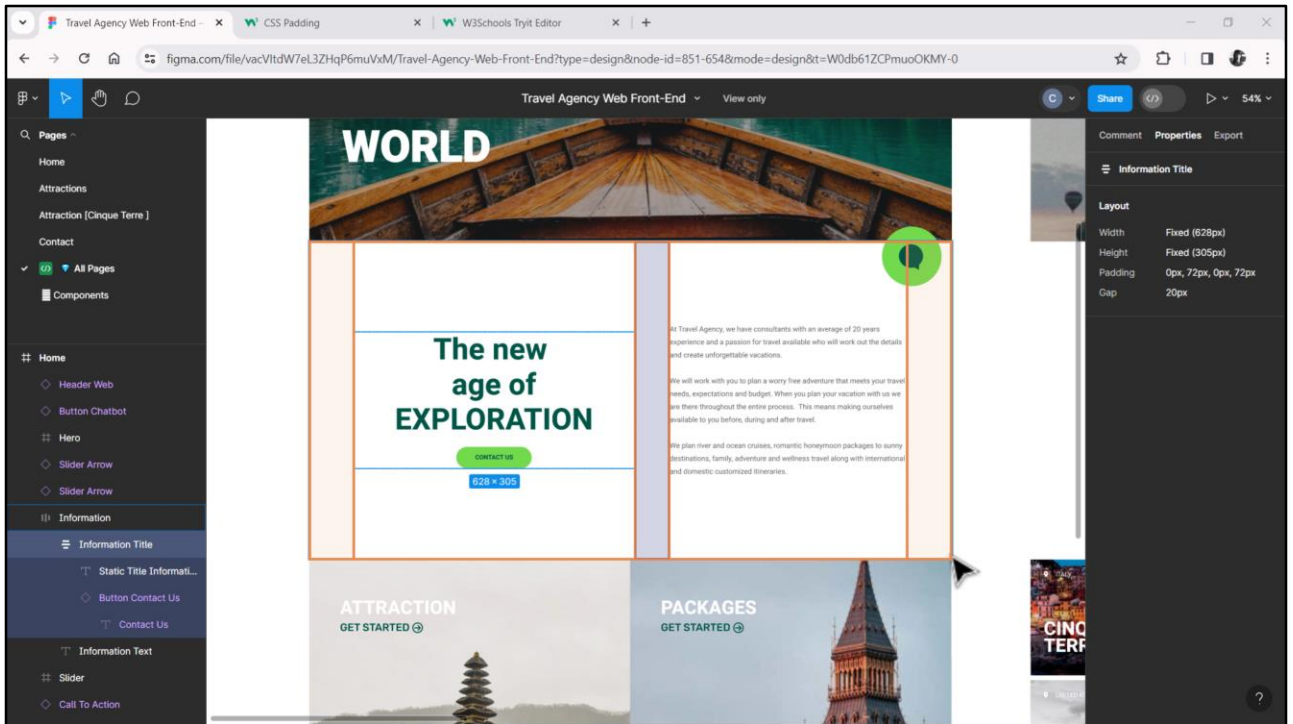 Travel Agency Web Front-End –
CSS Padding
W3Schools Tryit Editor
figma.com/file/vacVItdW7eL3ZHqP6muVxM/Travel-Agency-Web-Front-End?type=design&node-id=851-654&mode=design&t=W0db61ZCPmuoOKMY-0
Travel Agency Web Front-End
View only
C
Share
54%
Pages
Home
Attractions
Attraction [Cinque Terre ]
Contact
All Pages
Components
Home
Header Web
Button Chatbot
Hero
Slider Arrow
Slider Arrow
Information
Information Title
Static Title Informati...
Button Contact Us
Contact Us
Information Text
Slider
Call To Action
WORLD
The new
age of
EXPLORATION
CONTACT US
628 × 305
At Travel Agency, we have consultants with an average of 20 years
experience and a passion for travel available who will work out the details
and create unforgettable vacations.
We will work with you to plan a worry free adventure that meets your travel
needs, expectations and budget. When you plan your vacation with us we
are there throughout the entire process. This means making ourselves
available to you before, during and after travel.
We plan river and ocean cruises, romantic honeymoon packages to sunny
destinations, family, adventure and wellness travel along with international
and domestic customized itineraries.
ATTRACTION
GET STARTED
PACKAGES
GET STARTED
ITALY
CINQ
TERR
Comment Properties Export
Information Title
Layout
Width Fixed (628px)
Height Fixed (305px)
Padding 0px, 72px, 0px, 72px
Gap 20px
?